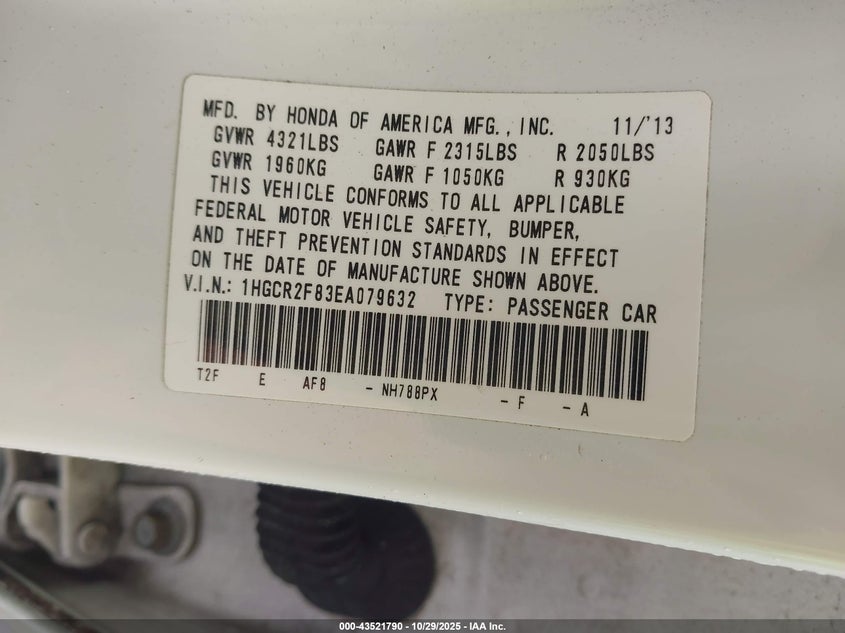 MFD. BY HONDA OF AMERICA MFG., INC. 11/'13
GVWR 4321LBS GAWR F 2315LBS R 2050LBS
GVWR 1960KG GAWR F 1050KG R 930KG
THIS VEHICLE CONFORMS TO ALL APPLICABLE
FEDERAL MOTOR VEHICLE SAFETY, BUMPER,
AND THEFT PREVENTION STANDARDS IN EFFECT
ON THE DATE OF MANUFACTURE SHOWN ABOVE.
V.I.N.: 1HGCR2F83EA079632 TYPE: PASSENGER CAR
T2F E AF8 - NH788PX - F - A
000-43521790 - 10/29/2025 - IAA Inc.